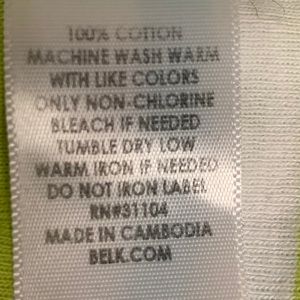 100% COTTON
MACHINE WASH WARM
WITH LIKE COLORS
ONLY NON-CHLORINE
BLEACH IF NEEDED
TUMBLE DRY LOW
WARM IRON IF NEEDED
DO NOT IRON LABEL
RN#31104
MADE IN CAMBODIA
BELK.COM